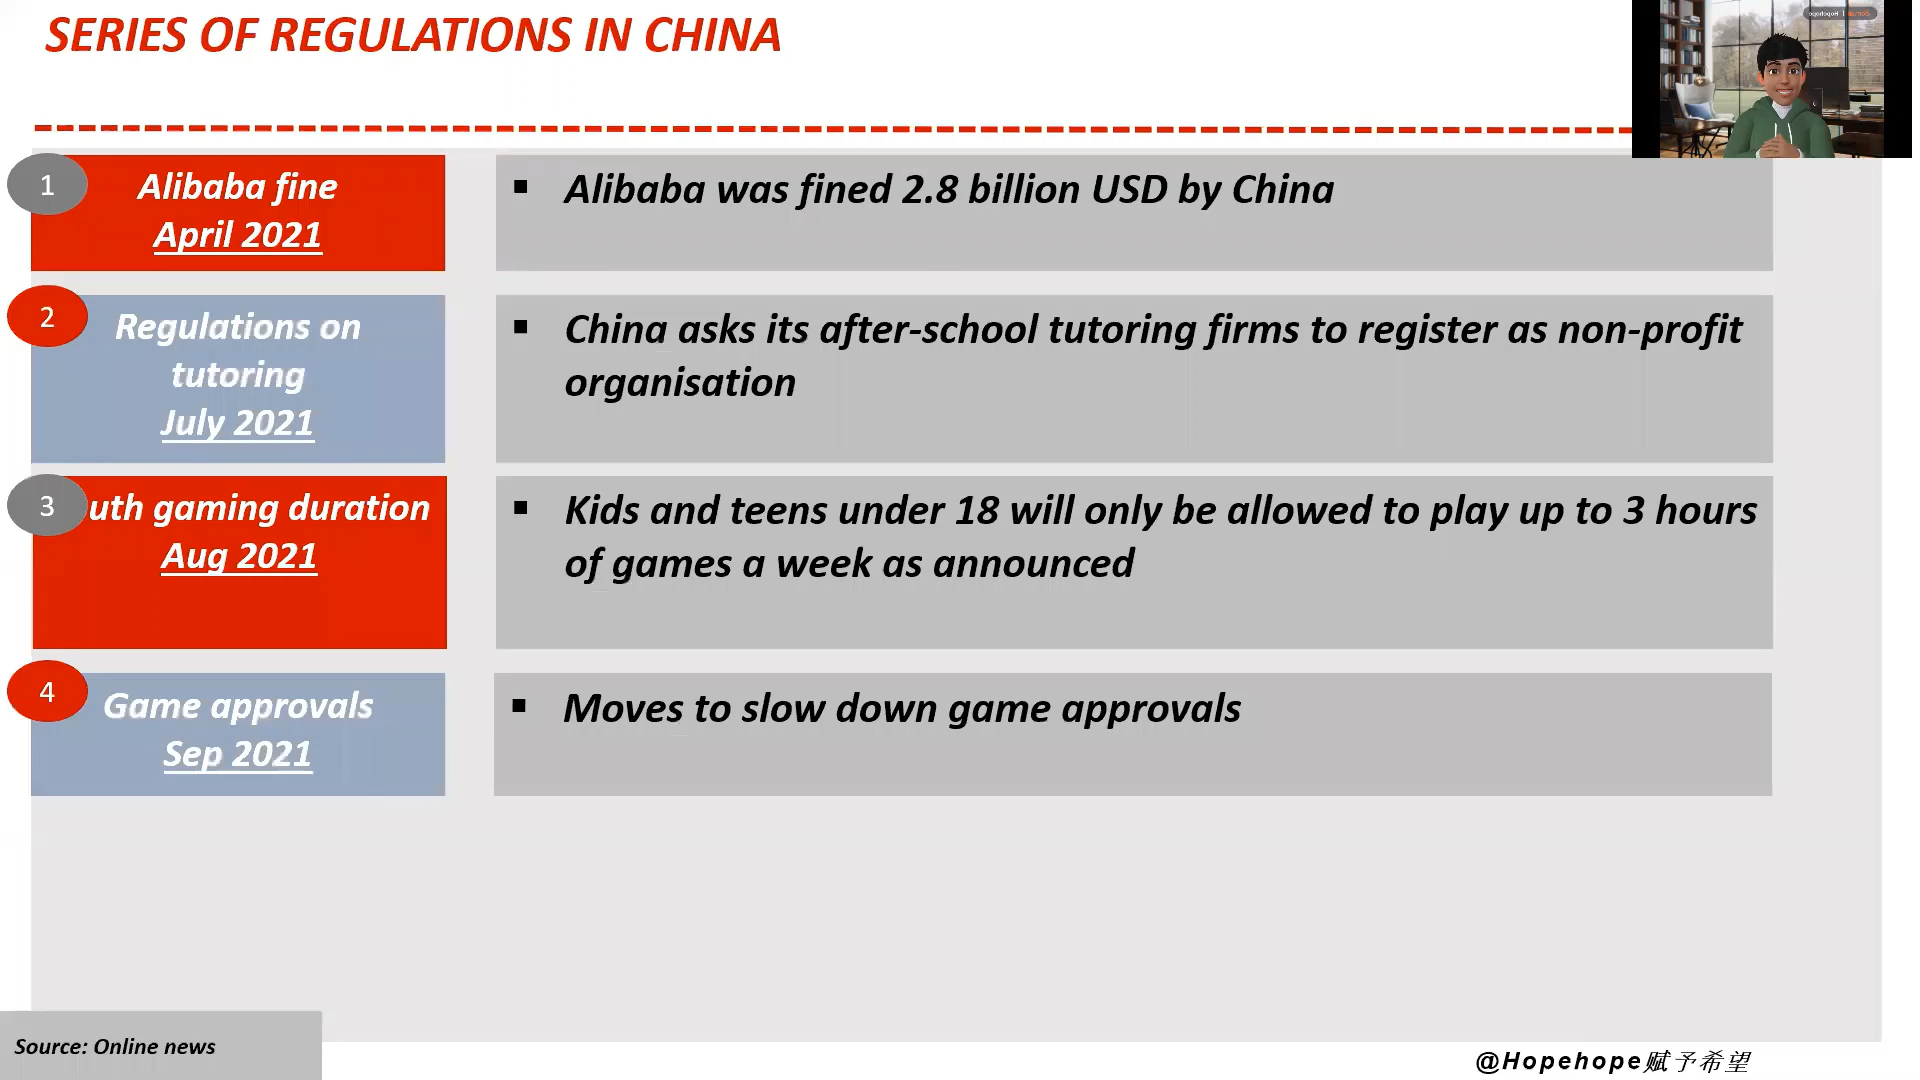 SERIES OF REGULATIONS IN CHINA
1
Alibaba fine
April 2021
▪ Alibaba was fined 2.8 billion USD by China
2
Regulations on
tutoring
July 2021
▪ China asks its after-school tutoring firms to register as non-profit
organisation
3
uth gaming duration
Aug 2021
▪ Kids and teens under 18 will only be allowed to play up to 3 hours
of games a week as announced
4
Game approvals
Sep 2021
▪ Moves to slow down game approvals
Source: Online news
@Hopehope赋予希望